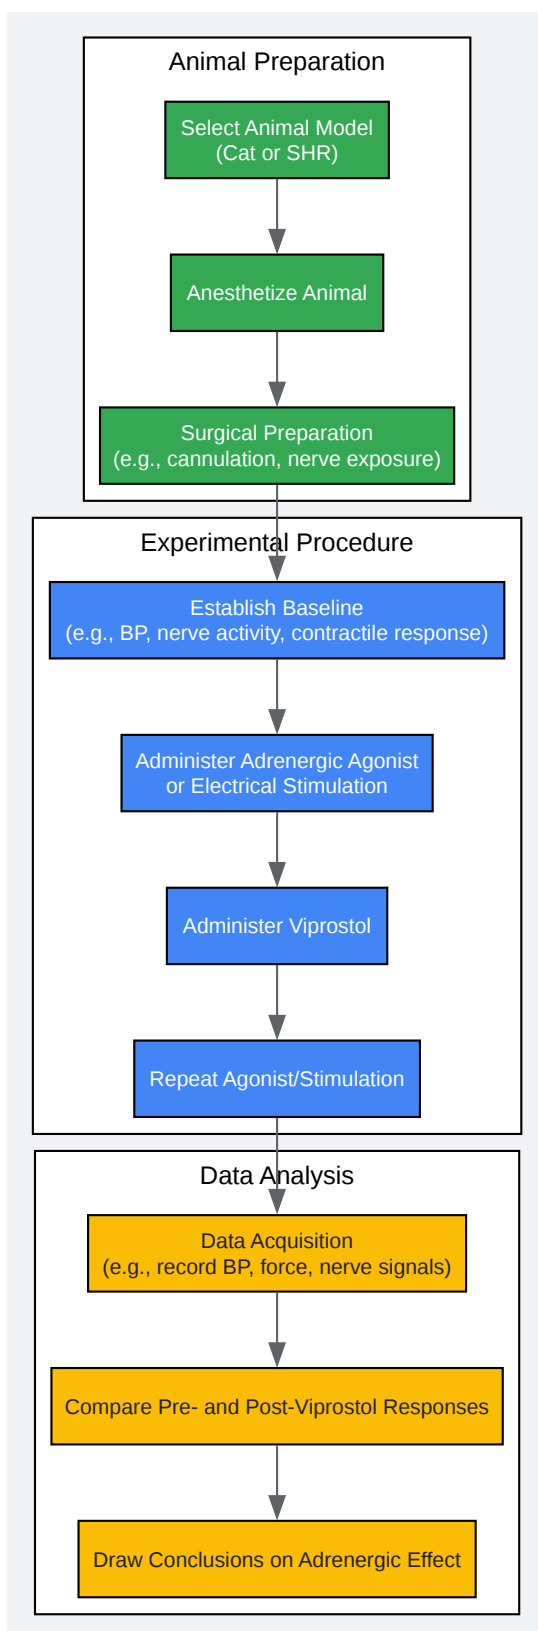 Animal Preparation
Select Animal Model
(Cat or SHR)
Anesthetize Animal
Surgical Preparation
(e.g., cannulation, nerve exposure)
Experimental Procedure
Establish Baseline
(e.g., BP, nerve activity, contractile response)
Administer Adrenergic Agonist
or Electrical Stimulation
Administer Viprostol
Repeat Agonist/Stimulation
Data Analysis
Data Acquisition
(e.g., record BP, force, nerve signals)
Compare Pre- and Post-Viprostol Responses
Draw Conclusions on Adrenergic Effect